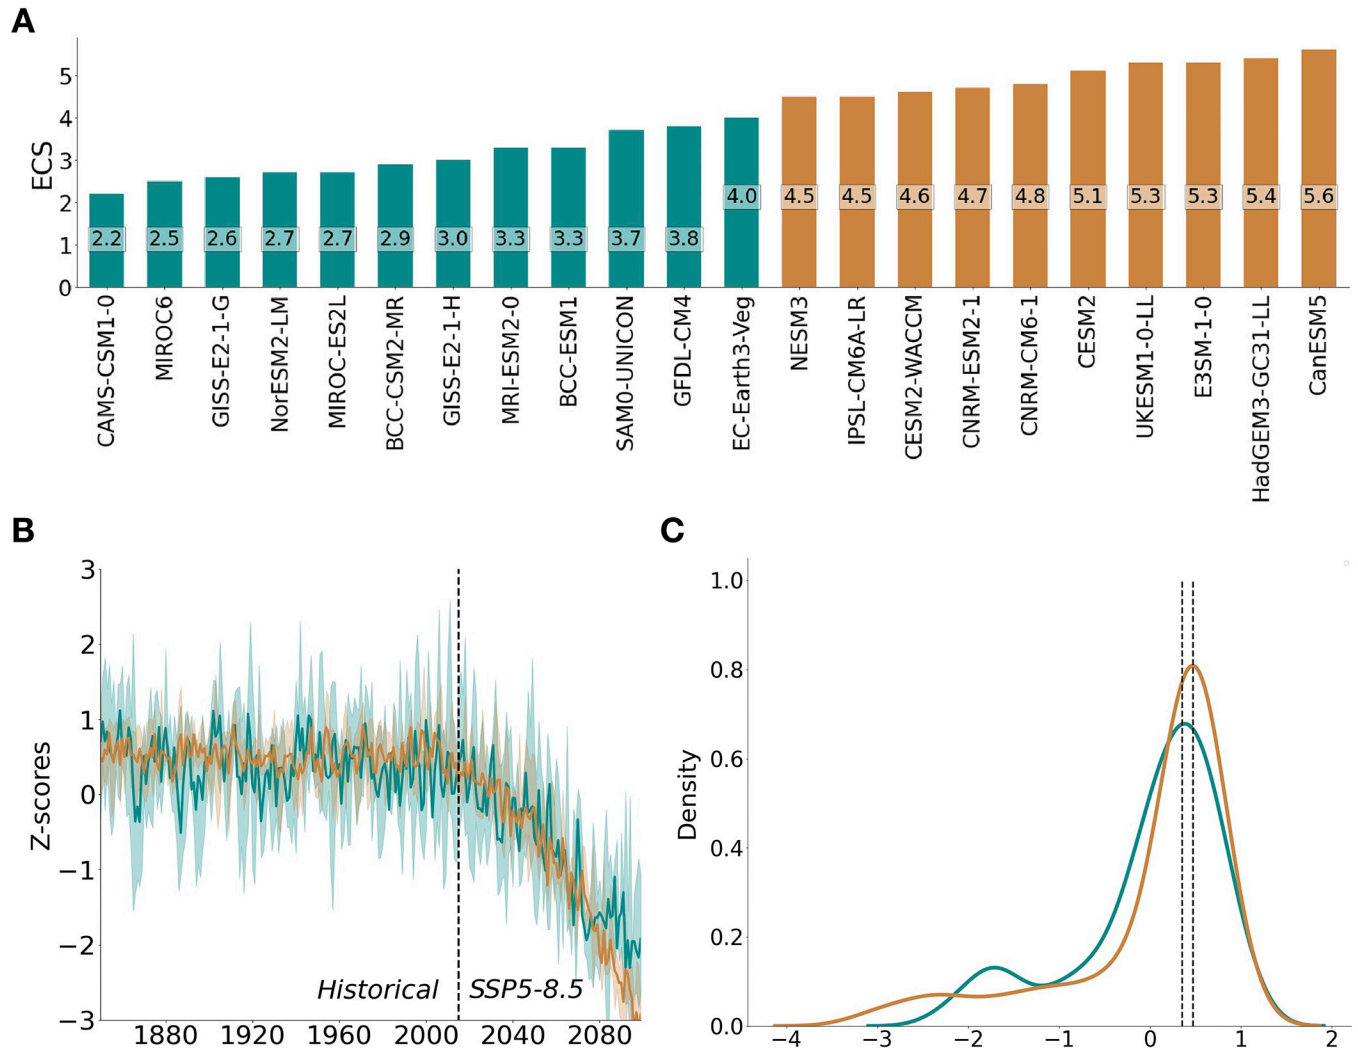 A
ECS
5
4
3
2
1
0
2.2 2.5 2.6 2.7 2.7 2.9 3.0 3.3 3.3 3.7 3.8 4.0 4.5 4.5 4.6 4.7 4.8 5.1 5.3 5.3 5.4 5.6
CAMS-CSM1-0
MIROC6
GISS-E2-1-G
NorESM2-LM
MIROC-ES2L
BCC-CSM2-MR
GISS-E2-1-H
MRI-ESM2-0
BCC-ESM1
SAM0-UNICON
GFDL-CM4
EC-Earth3-Veg
NESM3
IPSL-CM6A-LR
CESM2-WACCM
CNRM-ESM2-1
CNRM-CM6-1
CESM2
UKESM1-0-LL
E3SM-1-0
HadGEM3-GC31-LL
CanESM5
B
Z-scores
3
2
1
0
−1
−2
−3
Historical
SSP5-8.5
1880 1920 1960 2000 2040 2080
C
Density
1.0
0.8
0.6
0.4
0.2
0.0
−4 −3 −2 −1 0 1 2